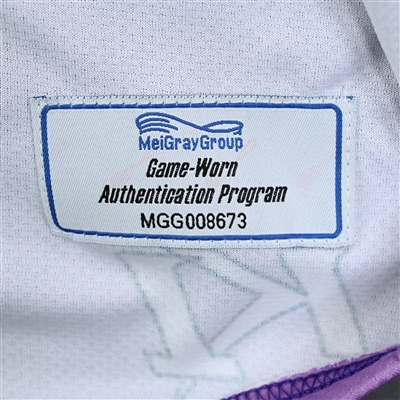 MeiGrayGroup
Game-Worn
Authentication Program
MGG008673